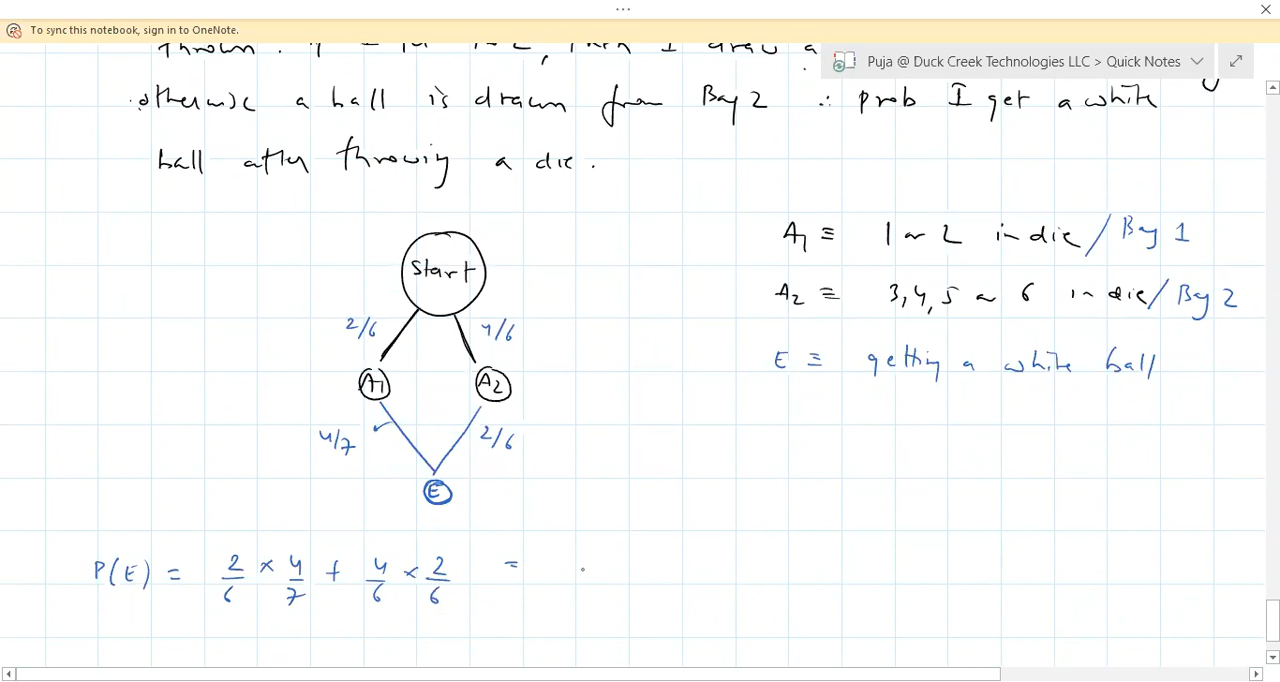 ...
To sync this notebook, sign in to OneNote.
Puja @ Duck Creek Technologies LLC > Quick Notes
thrown. I draw a
otherwise a ball is drawn from Bag 2 ∴ prob I get a white
ball after throwing a die.
Start
A1 ≡ 1 or 2 in die / Bag 1
A2 ≡ 3, 4, 5 or 6 in die / Bag 2
2/6 4/6
E ≡ getting a white ball
A1 A2
4/7 2/6
E
P(E) = 2/6 × 4/7 + 4/6 × 2/6 =